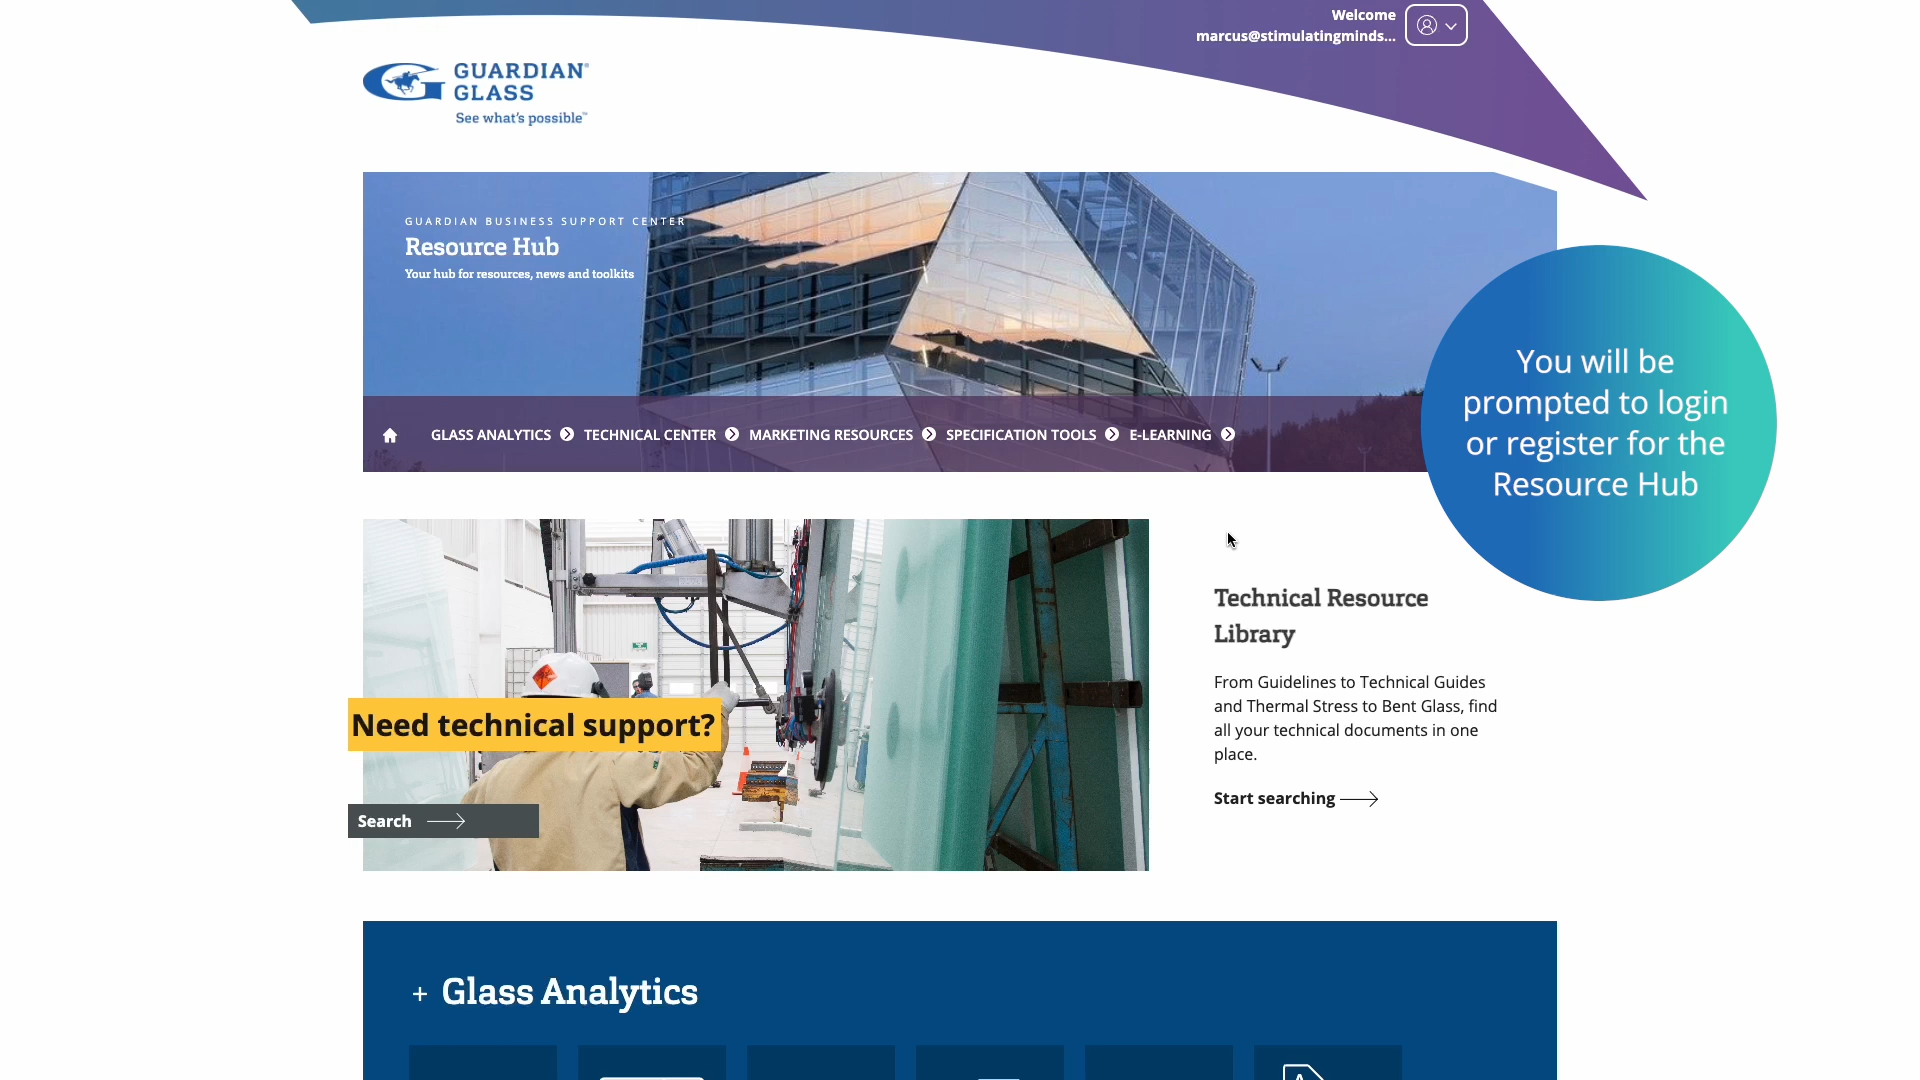 Welcome
marcus@stimulatingminds...
GUARDIAN®
GLASS
See what's possible™
GUARDIAN BUSINESS SUPPORT CENTER
Resource Hub
Your hub for resources, news and toolkits
GLASS ANALYTICS
TECHNICAL CENTER
MARKETING RESOURCES
SPECIFICATION TOOLS
E-LEARNING
You will be
prompted to login
or register for the
Resource Hub
Technical Resource
Library
From Guidelines to Technical Guides
and Thermal Stress to Bent Glass, find
all your technical documents in one
place.
Start searching
Need technical support?
Search
+ Glass Analytics